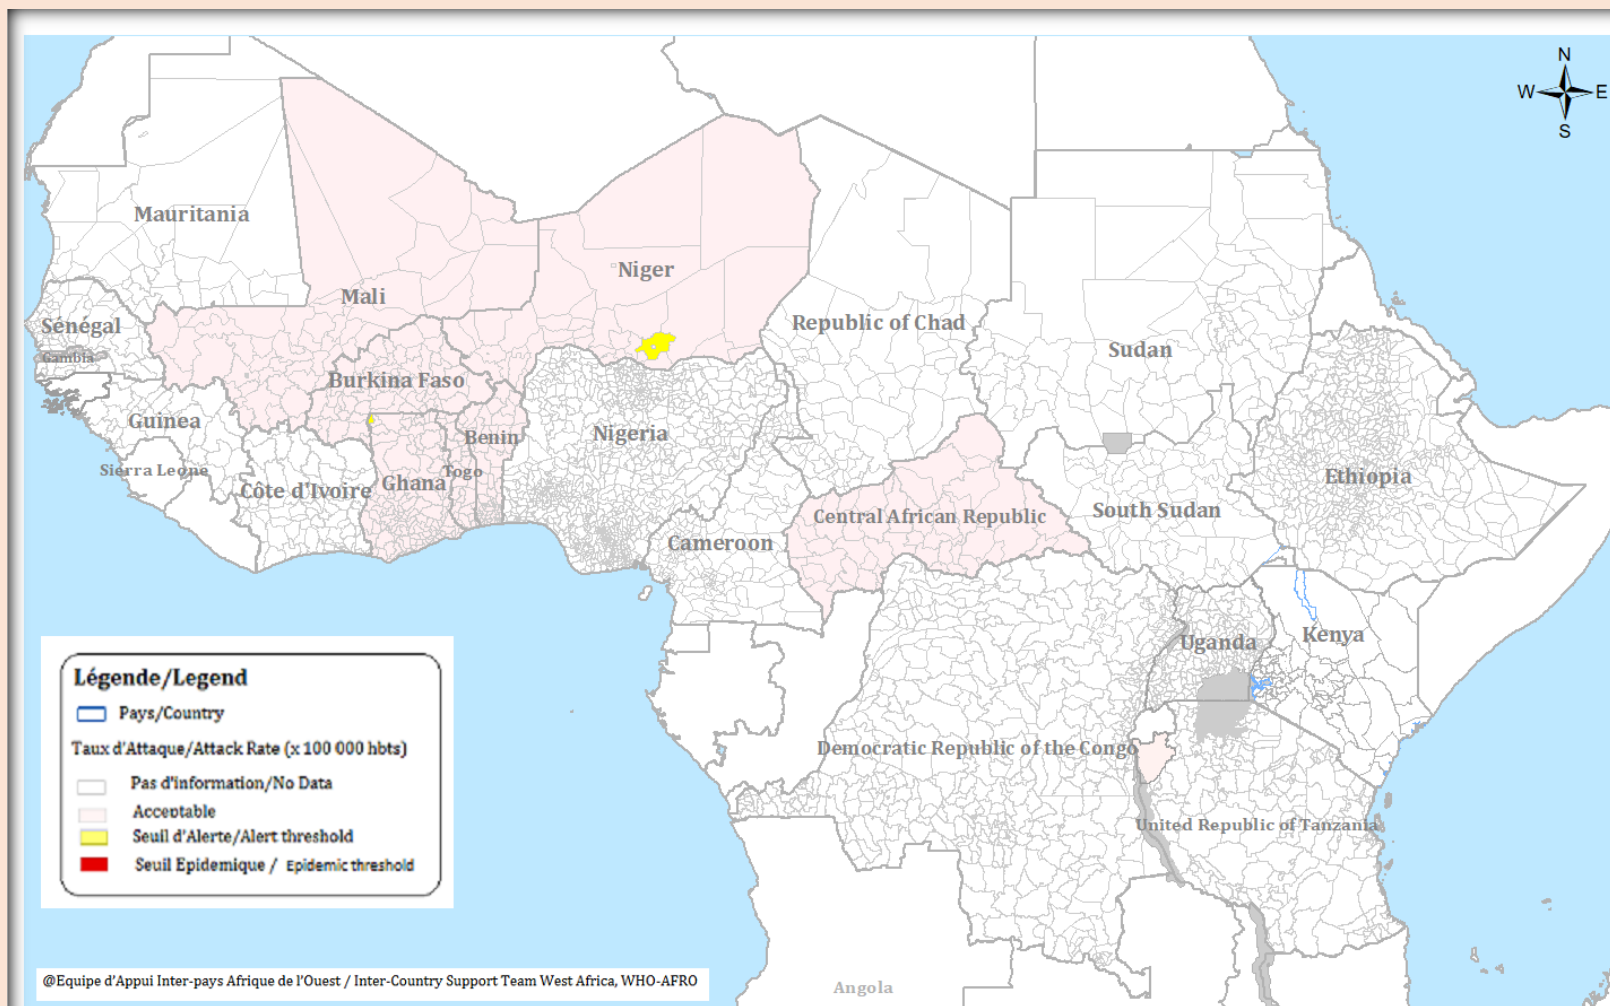 N
W E
S
Mauritania
Niger
Mali
Sénégal
Republic of Chad
Gambia
Sudan
Burkina Faso
Guinea
Benin
Nigeria
Sierra Leone
Togo
Côte d'Ivoire
Ghana
Ethiopia
Central African Republic
South Sudan
Cameroon
Uganda
Kenya
Democratic Republic of the Congo
United Republic of Tanzania
Angola
Légende/Legend
Pays/Country
Taux d'Attaque/Attack Rate (x 100 000 hbts)
Pas d'information/No Data
Acceptable
Seuil d'Alerte/Alert threshold
Seuil Epidemique / Epidemic threshold
@Equipe d'Appui Inter-pays Afrique de l'Ouest / Inter-Country Support Team West Africa, WHO-AFRO